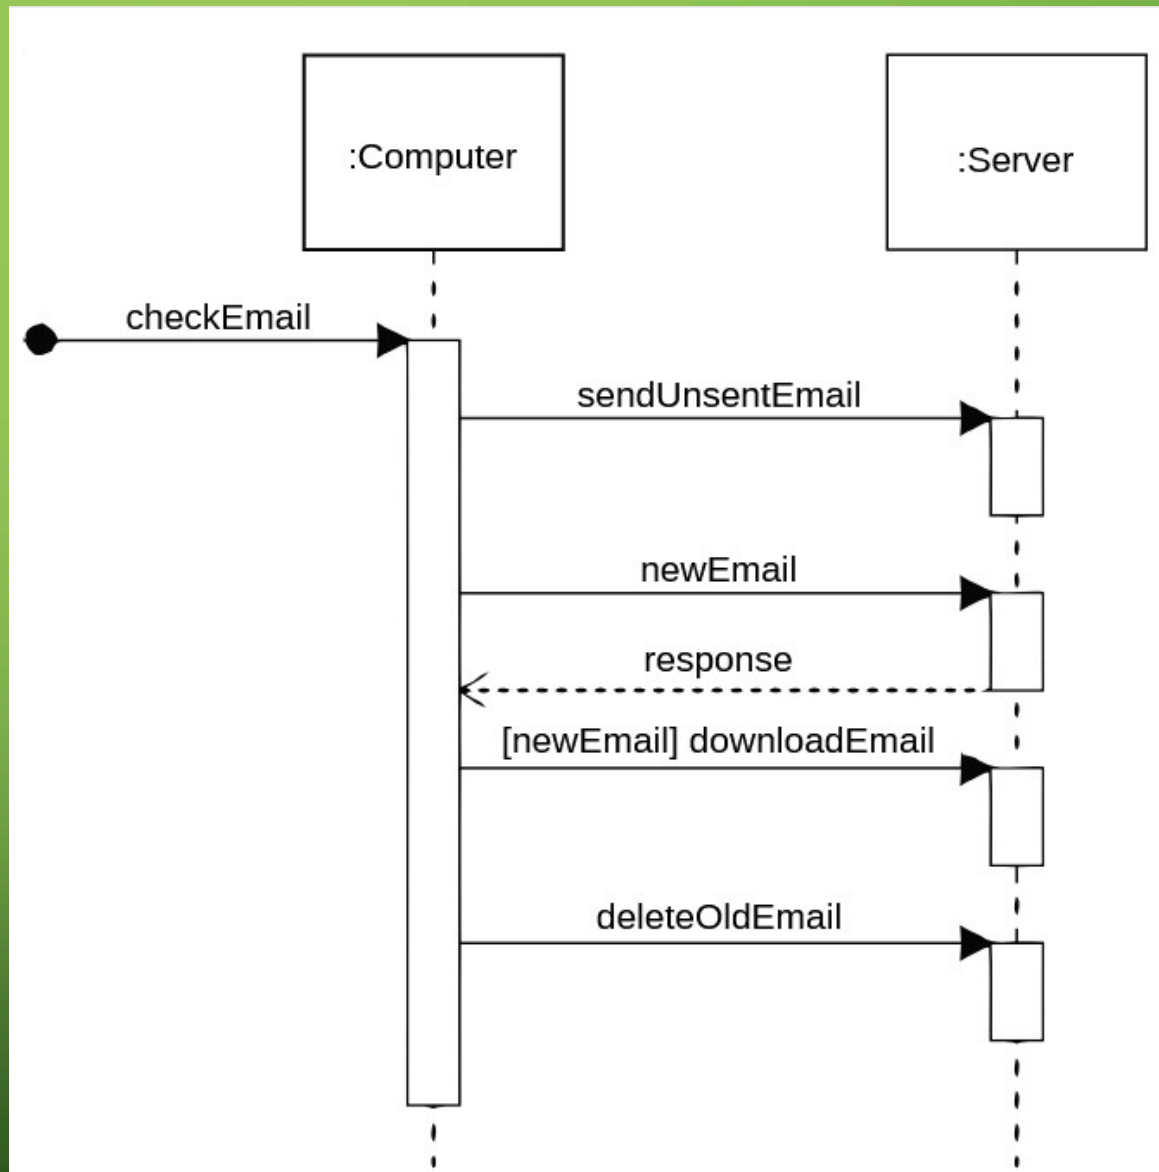 :Computer
:Server
checkEmail
sendUnsentEmail
newEmail
response
[newEmail] downloadEmail
deleteOldEmail